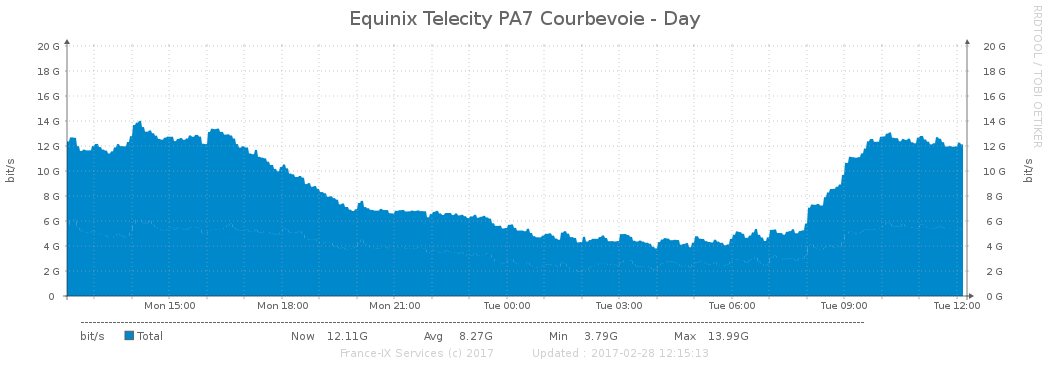 Equinix Telecity PA7 Courbevoie - Day
RRDTOOL / TOBI OETIKER
bit/s
20 G
18 G
16 G
14 G
12 G
10 G
8 G
6 G
4 G
2 G
0
20 G
18 G
16 G
14 G
12 G
10 G
8 G
6 G
4 G
2 G
0 G
bit/s
Mon 15:00 Mon 18:00 Mon 21:00 Tue 00:00 Tue 03:00 Tue 06:00 Tue 09:00 Tue 12:00
bit/s Total Now 12.11G Avg 8.27G Min 3.79G Max 13.99G
France-IX Services (c) 2017 Updated : 2017-02-28 12:15:13